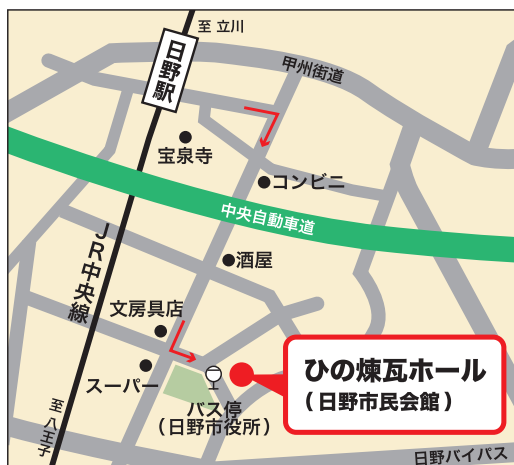 至 立川
日野駅
甲州街道
宝泉寺
コンビニ
中央自動車道
JR中央線
酒屋
文房具店
スーパー
ひの煉瓦ホール
(日野市民会館)
バス停
(日野市役所)
至 八王子
日野バイパス